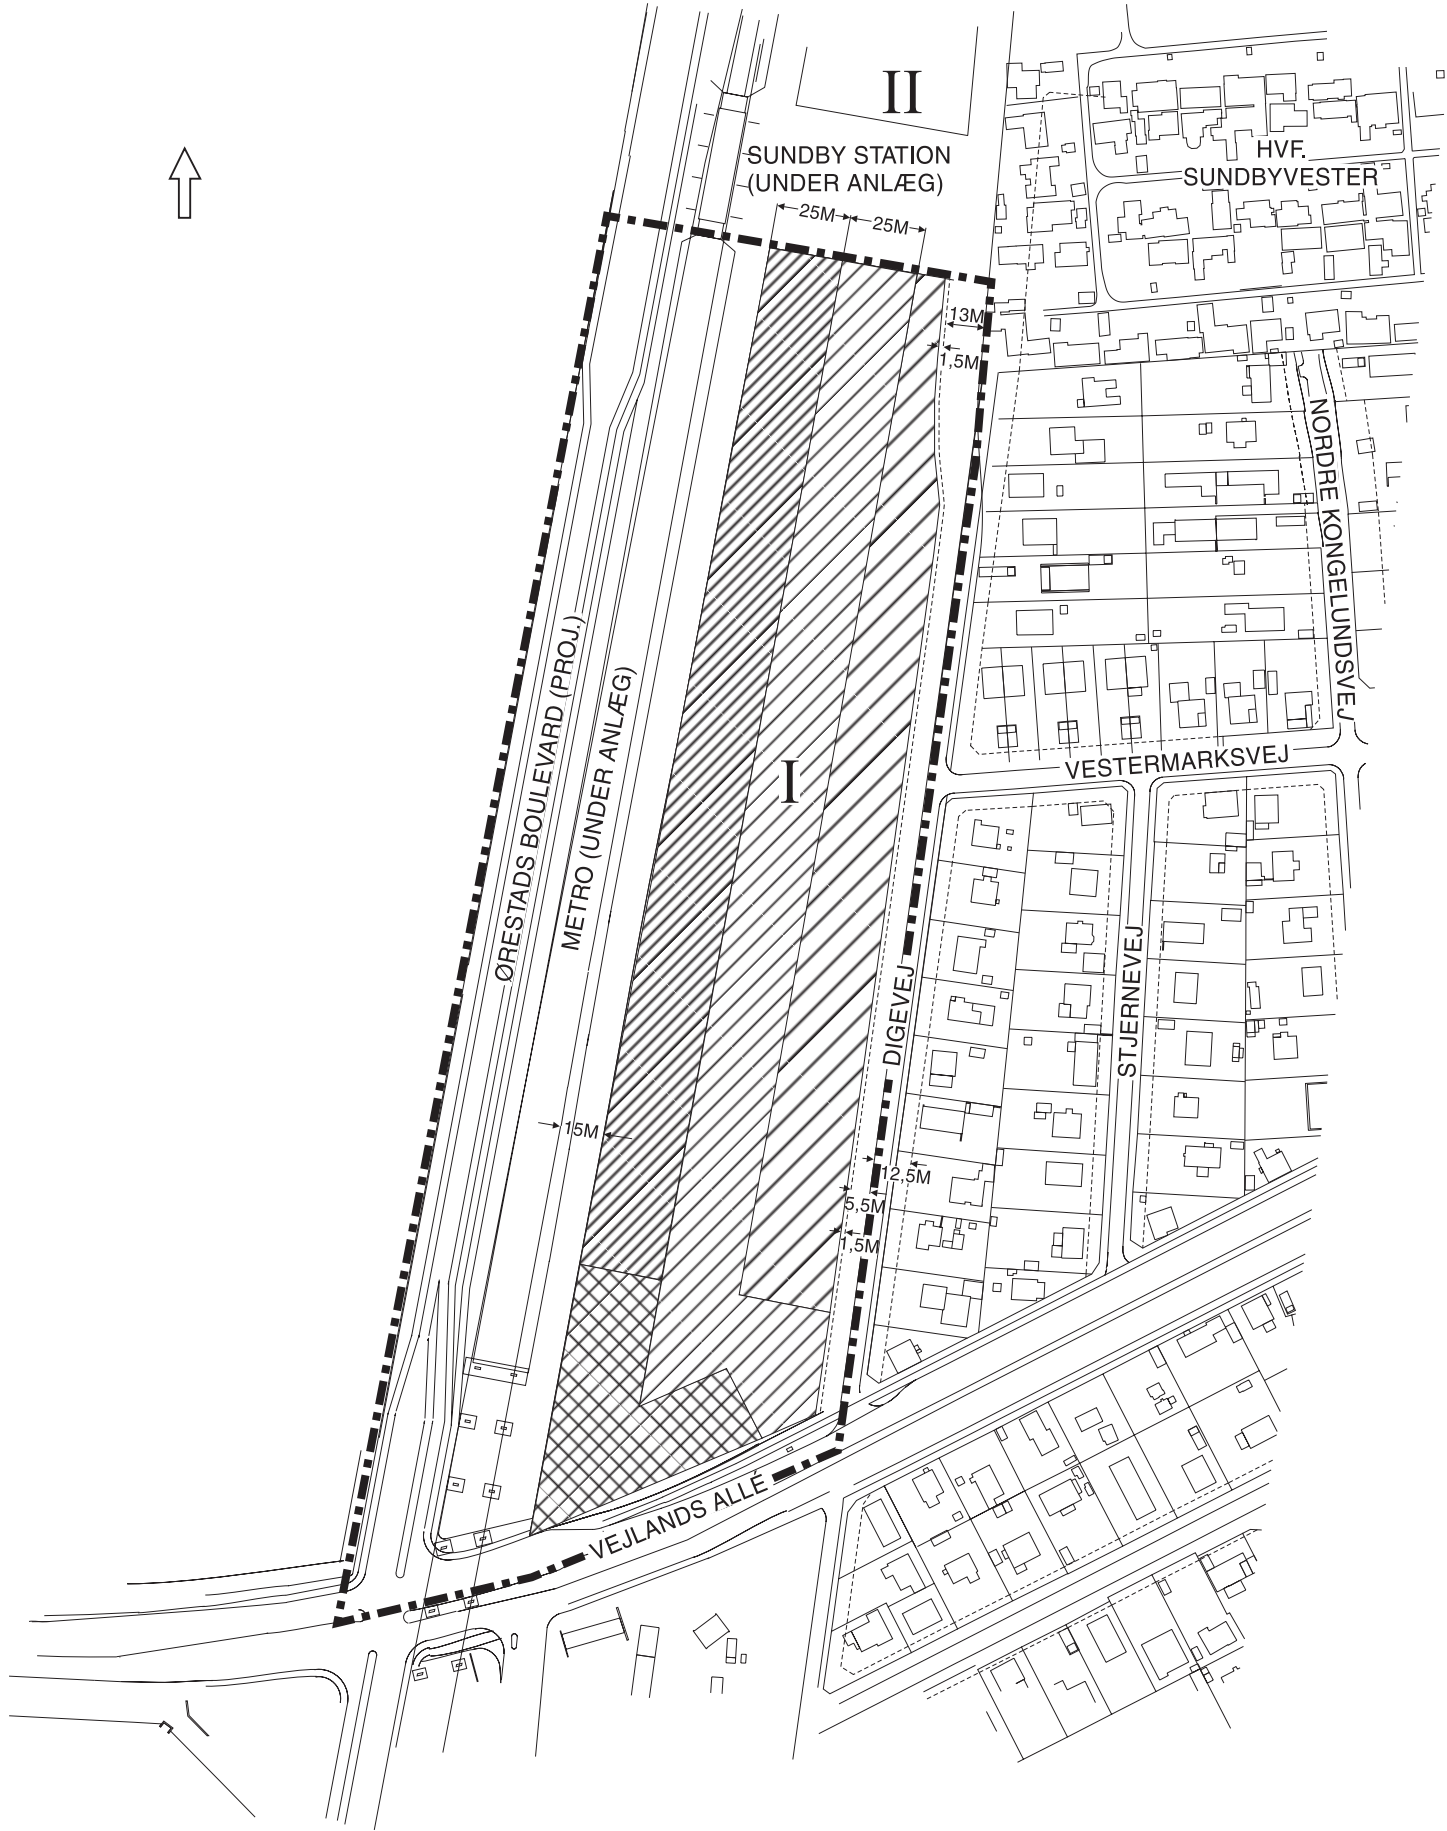 II
SUNDBY STATION
(UNDER ANLÆG)
HVF.
SUNDBYVESTER
25M
25M
13M
1,5M
NORDRE KONGELUNDSVEJ
ØRESTADS BOULEVARD (PROJ.)
METRO (UNDER ANLÆG)
I
VESTERMARKSVEJ
DIGEVEJ
STJERNEVEJ
15M
12,5M
5,5M
1,5M
VEJLANDS ALLÉ